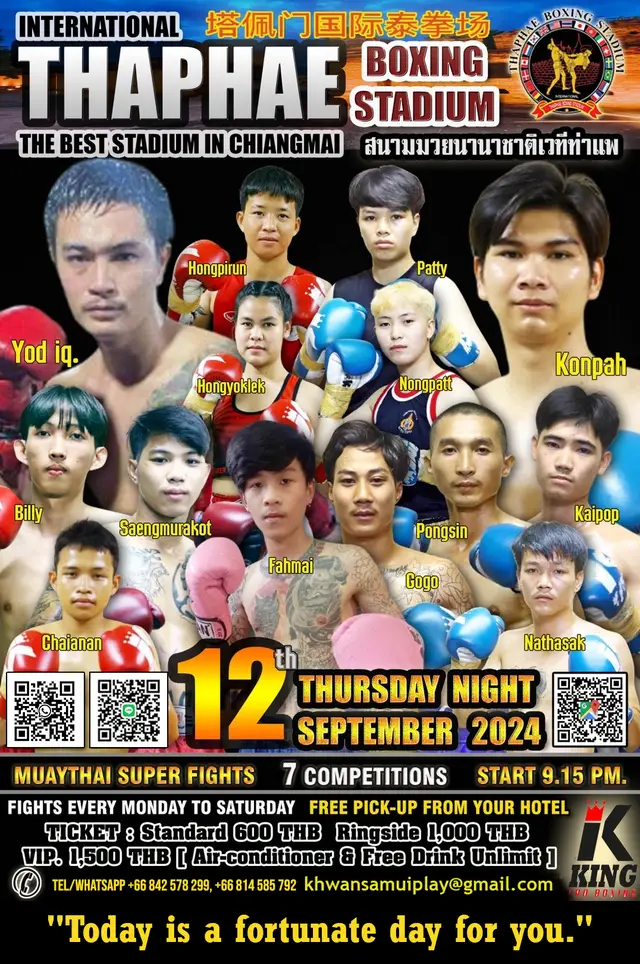 INTERNATIONAL
塔佩门国际泰拳场
THAPHAE
BOXING
STADIUM
THAPHAE BOXING STADIUM
THE BEST STADIUM IN CHIANGMAI
สนามมวยนานาชาติเวทีท่าแพ
Hongpirun
Patty
Yod iq.
Konpah
Hongyoklek
Nongpatt
Billy
Saengmurakot
Fahmai
Gogo
Pongsin
Kaipop
Chaianan
Nathasak
12th
THURSDAY NIGHT
SEPTEMBER 2024
MUAYTHAI SUPER FIGHTS 7 COMPETITIONS START 9.15 PM.
FIGHTS EVERY MONDAY TO SATURDAY FREE PICK-UP FROM YOUR HOTEL
TICKET : Standard 600 THB Ringside 1,000 THB
VIP. 1,500 THB [ Air-conditioner & Free Drink Unlimit ]
TEL/WHATSAPP +66 842 578 299, +66 814 585 792 khwansamuiplay@gmail.com
K
KING
PRO BOXING
"Today is a fortunate day for you."